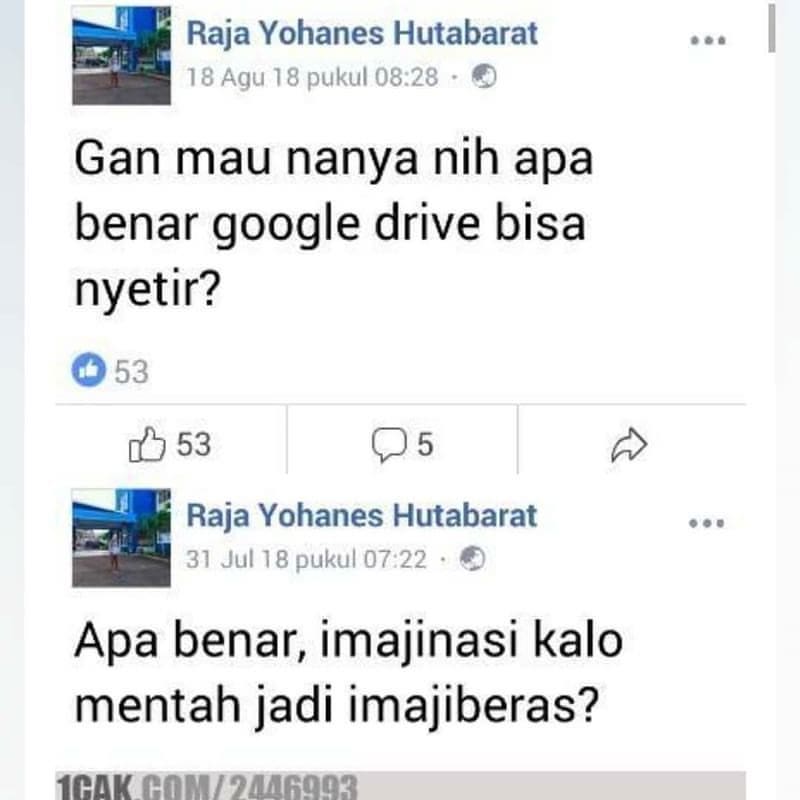 Raja Yohanes Hutabarat
18 Agu 18 pukul 08:28 ·
Gan mau nanya nih apa
benar google drive bisa
nyetir?
53
53 5
Raja Yohanes Hutabarat
31 Jul 18 pukul 07:22 ·
Apa benar, imajinasi kalo
mentah jadi imajiberas?
1CAK.COM/2446993